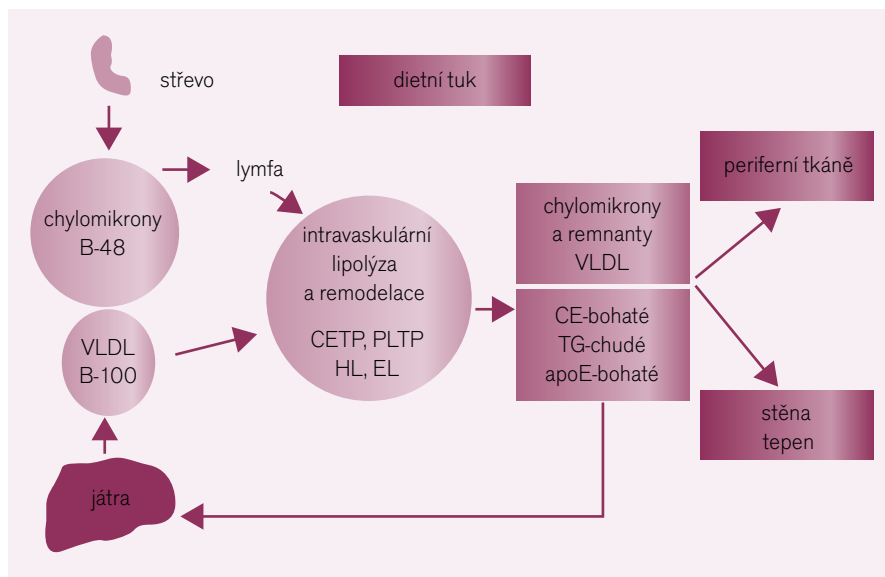 střevo
dietní tuk
lymfa
chylomikrony
B-48
intravaskulární
lipolýza
a remodelace
CETP, PLTP
HL, EL
chylomikrony
a remnanty
VLDL
periferní tkáně
VLDL
B-100
CE-bohaté
TG-chudé
apoE-bohaté
stěna
tepen
játra